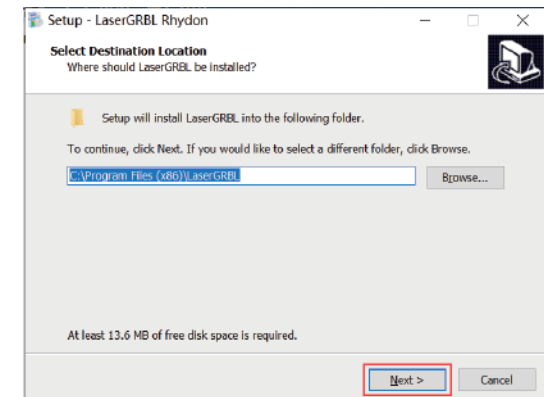 Setup - LaserGRBL Rhydon
Select Destination Location
Where should LaserGRBL be installed?
Setup will install LaserGRBL into the following folder.
To continue, click Next. If you would like to select a different folder, click Browse.
C:\Program Files (x86)\LaserGRBL
Browse...
At least 13.6 MB of free disk space is required.
Next >
Cancel